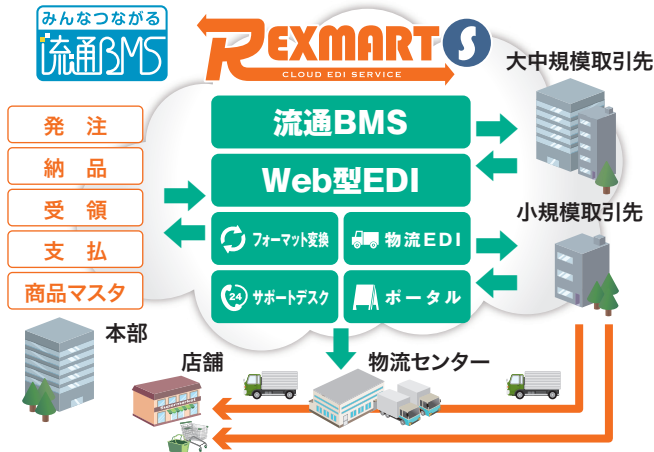 みんなつながる
流通BMS
REXMART S
CLOUD EDI SERVICE
大中規模取引先
発 注
納 品
受 領
支 払
商品マスタ
流通BMS
Web型EDI
フォーマット変換
物流EDI
24
サポートデスク
ポータル
小規模取引先
本部
店舗
物流センター